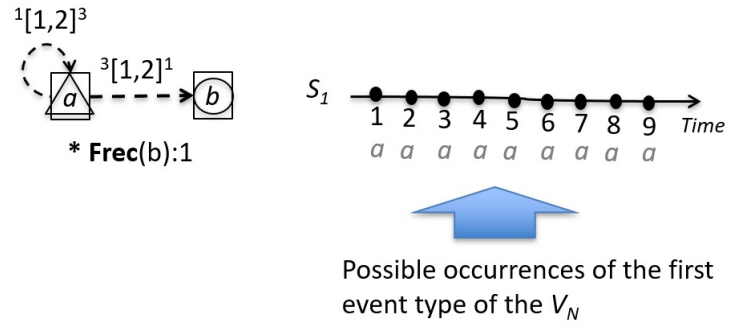 ¹[1,2]³
³[1,2]¹
a
b
* Frec(b):1
S₁
1 2 3 4 5 6 7 8 9 Time
a a a a a a a a a
Possible occurrences of the first
event type of the V_N